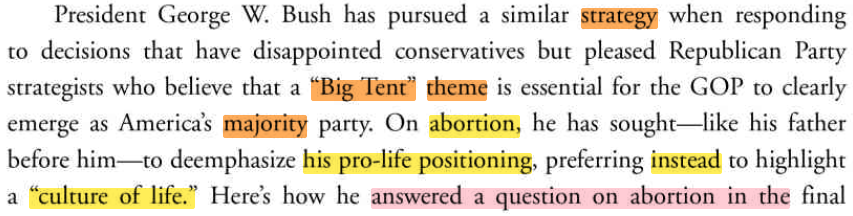 President George W. Bush has pursued a similar strategy when responding
to decisions that have disappointed conservatives but pleased Republican Party
strategists who believe that a “Big Tent” theme is essential for the GOP to clearly
emerge as America’s majority party. On abortion, he has sought—like his father
before him—to deemphasize his pro-life positioning, preferring instead to highlight
a “culture of life.” Here’s how he answered a question on abortion in the final